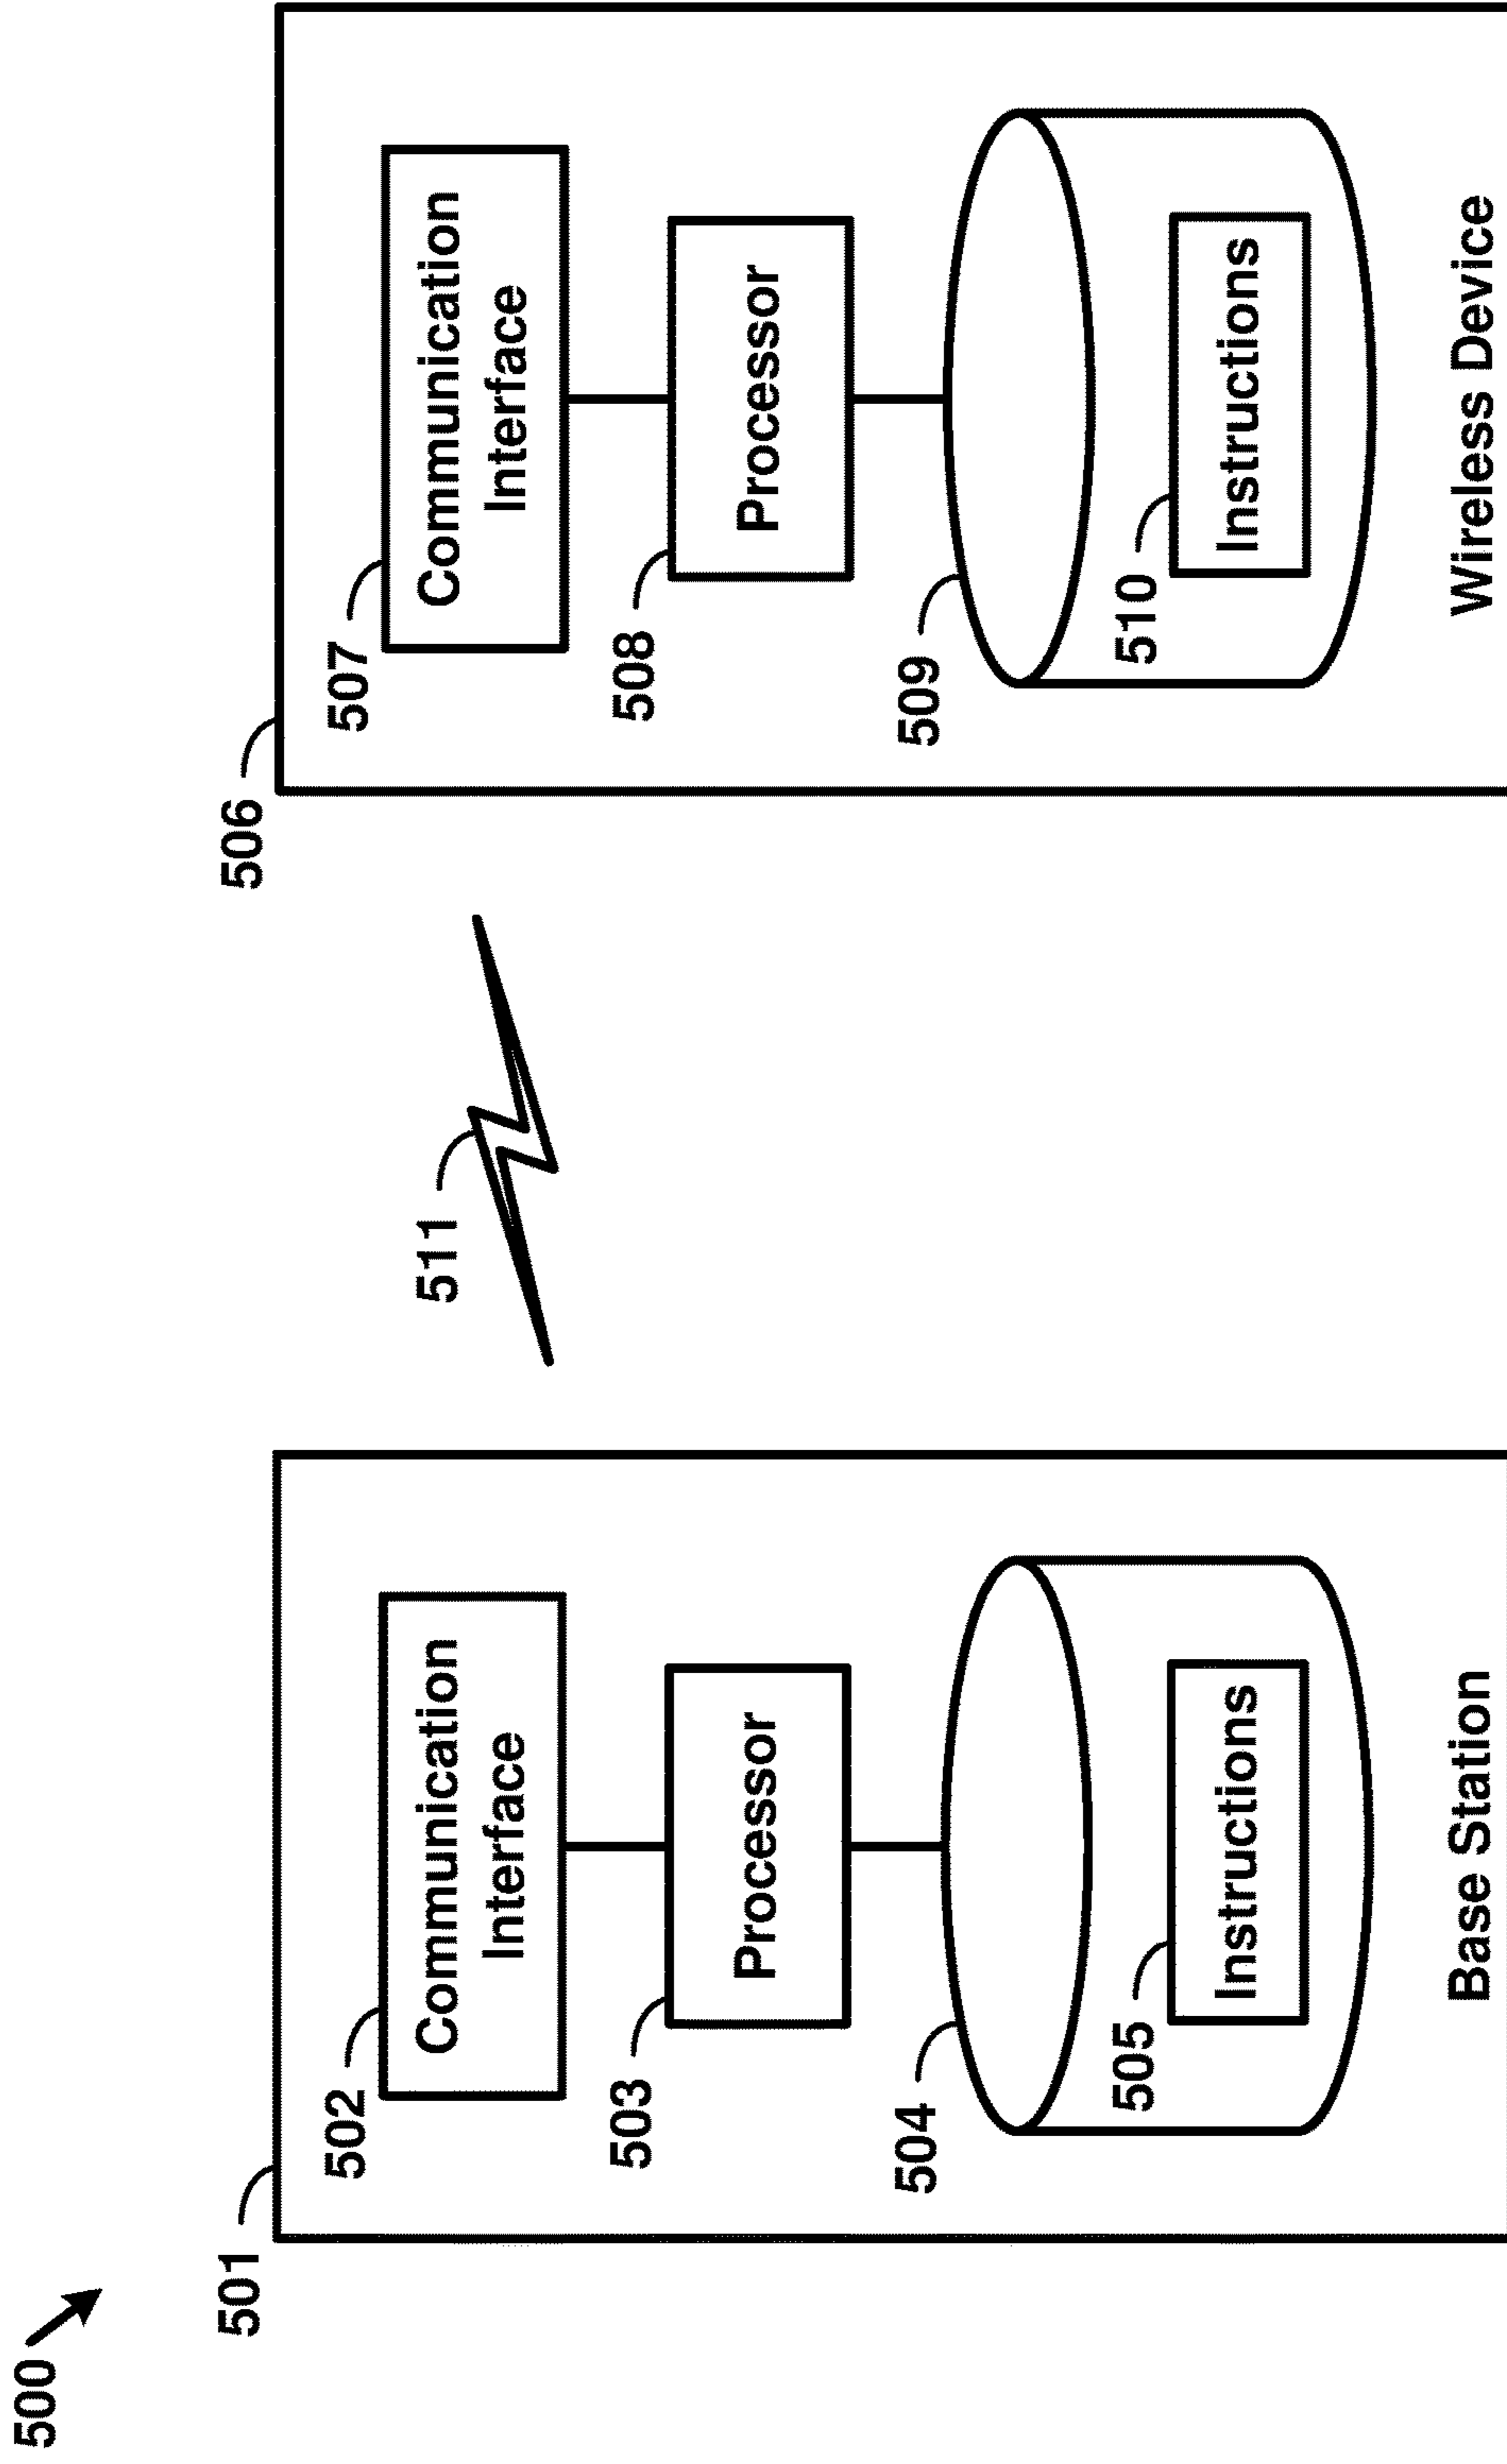 500
501
502
Communication
Interface
503
Processor
504
505
Instructions
Base Station
511
506
507
Communication
Interface
508
Processor
509
510
Instructions
Wireless Device